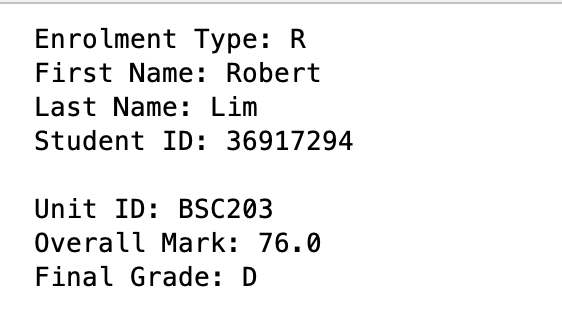 Enrolment Type: R
First Name: Robert
Last Name: Lim
Student ID: 36917294
Unit ID: BSC203
Overall Mark: 76.0
Final Grade: D